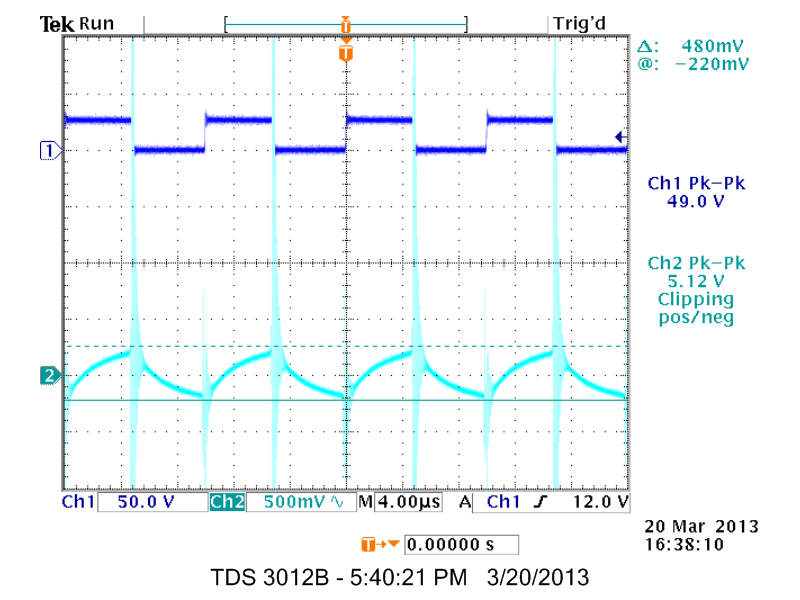 Tek Run Trig'd
T
T
Δ: 480mV
@: −220mV
1
Ch1 Pk−Pk
49.0 V
Ch2 Pk−Pk
5.12 V
Clipping
pos/neg
2
Ch1 50.0 V Ch2 500mV∿ M 4.00µs A Ch1 ʃ 12.0 V
T 0.00000 s
20 Mar 2013
16:38:10
TDS 3012B - 5:40:21 PM 3/20/2013